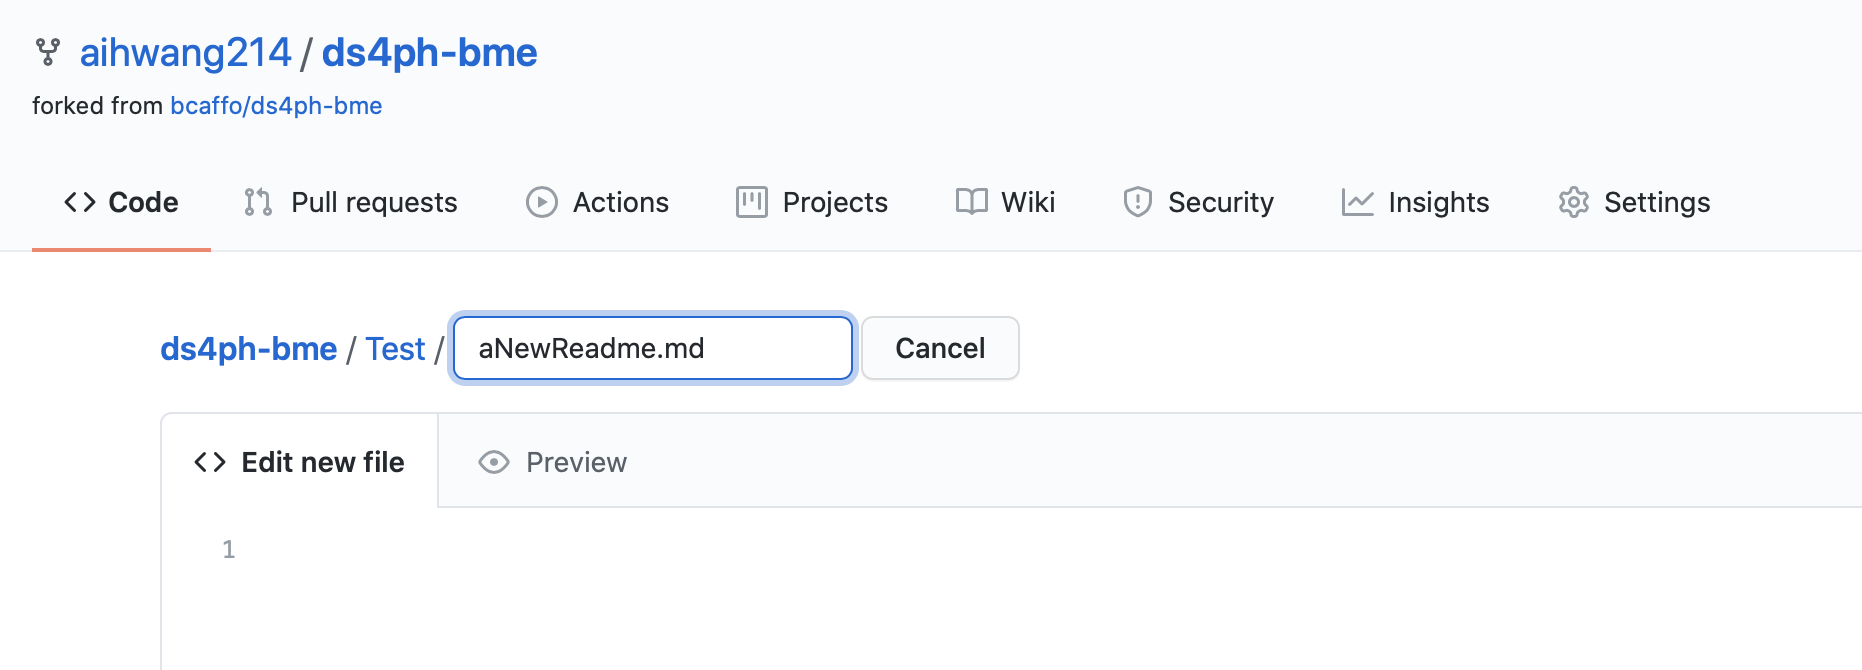 aihwang214 / ds4ph-bme
forked from bcaffo/ds4ph-bme
Code Pull requests Actions Projects Wiki Security Insights Settings
ds4ph-bme / Test / aNewReadme.md Cancel
Edit new file Preview
1